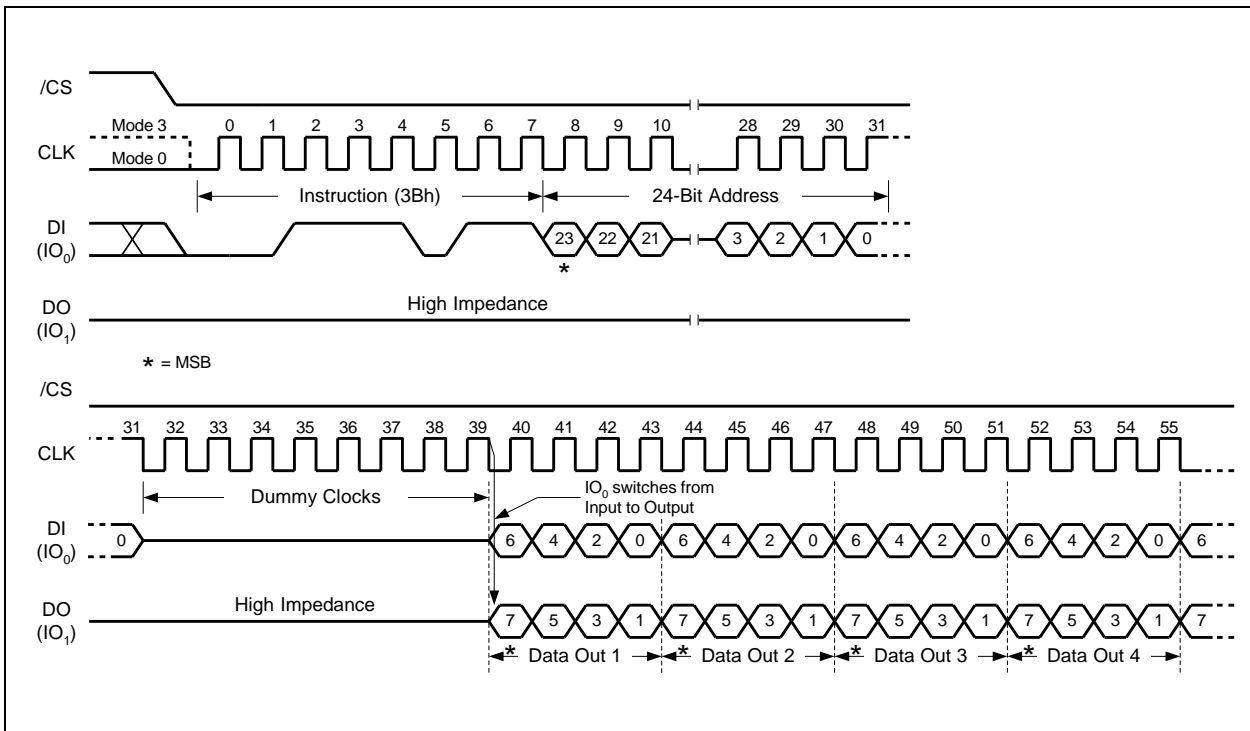 /CS
Mode 3 0 1 2 3 4 5 6 7 8 9 10 28 29 30 31
CLK
Mode 0
Instruction (3Bh) 24-Bit Address
DI
(IO0)
23 22 21 3 2 1 0
*
High Impedance
DO
(IO1)
* = MSB
/CS
31 32 33 34 35 36 37 38 39 40 41 42 43 44 45 46 47 48 49 50 51 52 53 54 55
CLK
Dummy Clocks
IO0 switches from
Input to Output
DI
(IO0)
0 6 4 2 0 6 4 2 0 6 4 2 0 6 4 2 0 6
High Impedance
DO
(IO1)
7 5 3 1 7 5 3 1 7 5 3 1 7 5 3 1 7
* Data Out 1 * Data Out 2 * Data Out 3 * Data Out 4